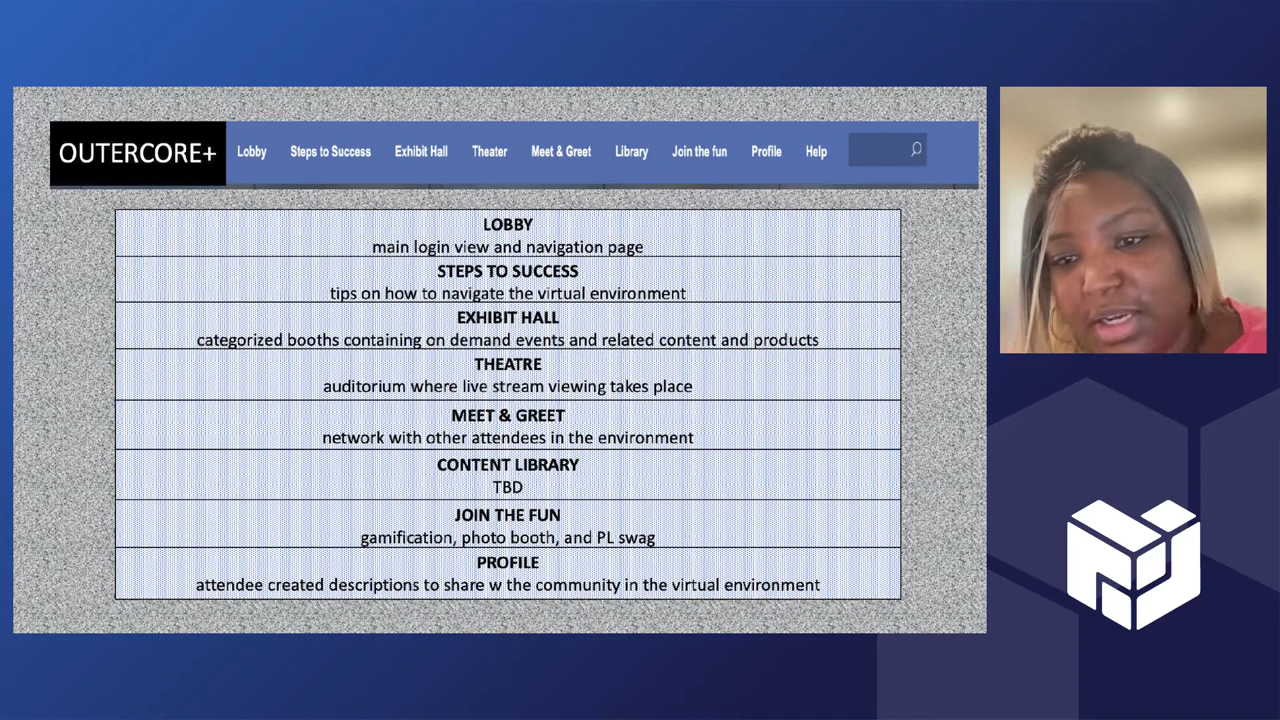 OUTERCORE+
Lobby Steps to Success Exhibit Hall Theater Meet & Greet Library Join the fun Profile Help
LOBBY
main login view and navigation page
STEPS TO SUCCESS
tips on how to navigate the virtual environment
EXHIBIT HALL
categorized booths containing on demand events and related content and products
THEATRE
auditorium where live stream viewing takes place
MEET & GREET
network with other attendees in the environment
CONTENT LIBRARY
TBD
JOIN THE FUN
gamification, photo booth, and PL swag
PROFILE
attendee created descriptions to share w the community in the virtual environment